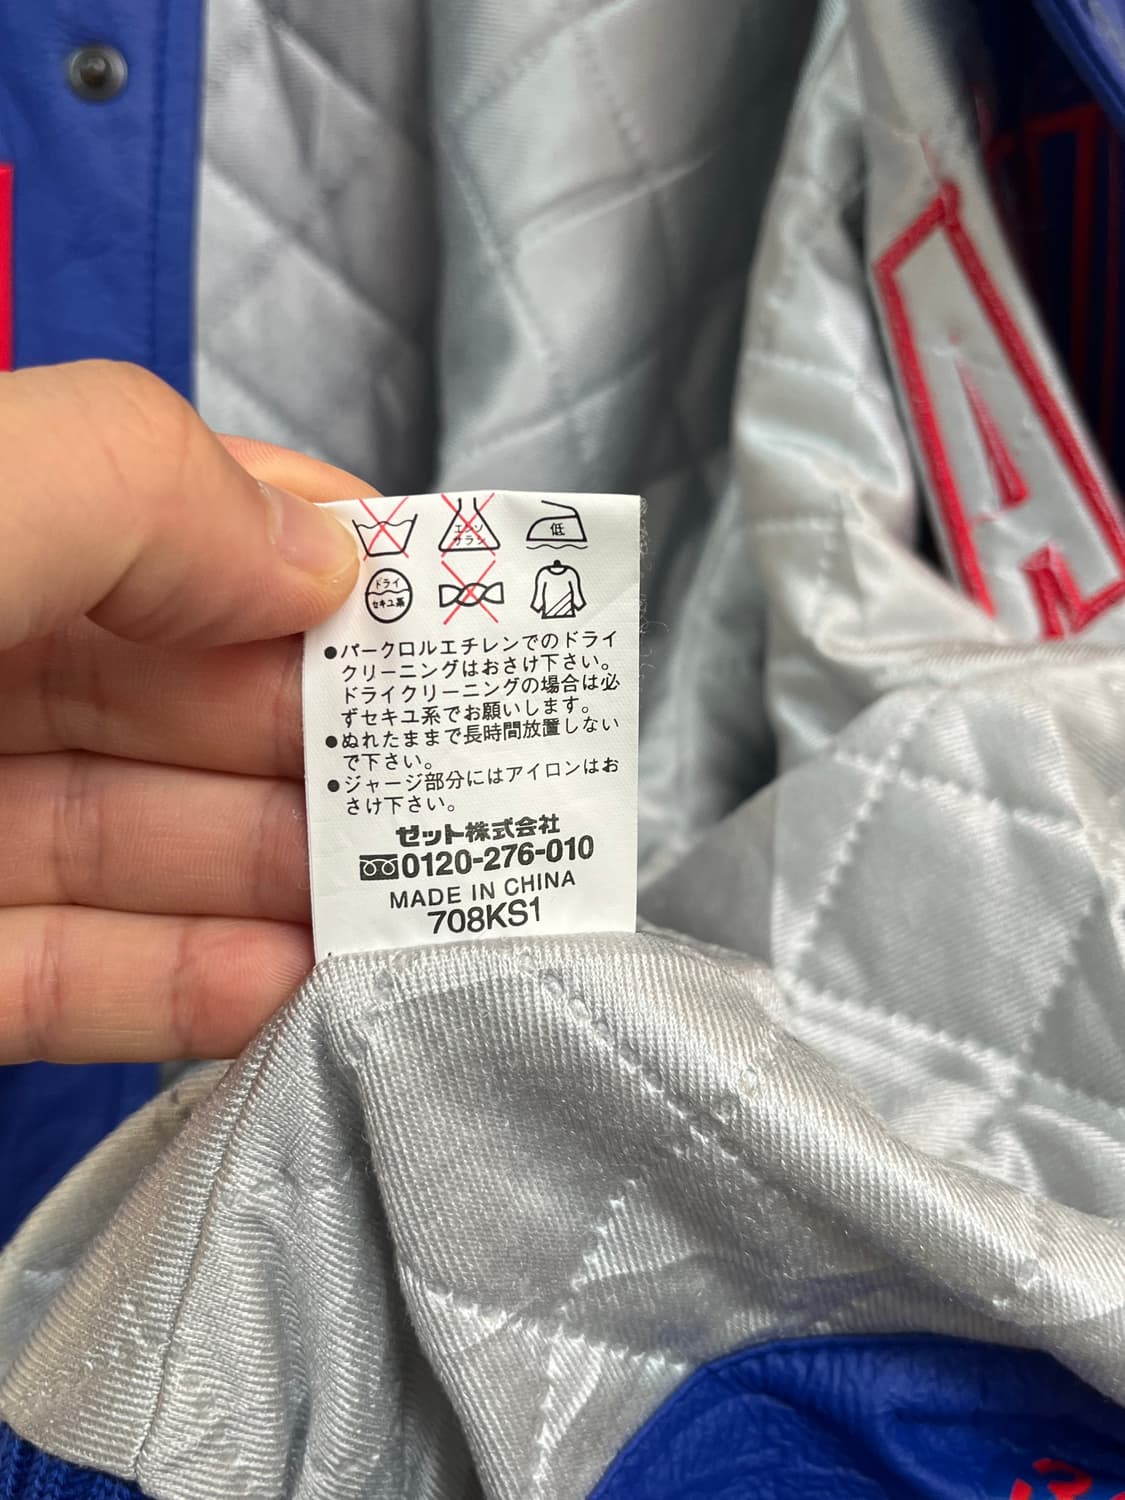 エンソ
サラシ
低
ドライ
セキユ系
●パークロルエチレンでのドライ
クリーニングはおさけ下さい。
ドライクリーニングの場合は必
ずセキユ系でお願いします。
●ぬれたままで長時間放置しない
で下さい。
●ジャージ部分にはアイロンはお
さけ下さい。
ゼット株式会社
0120-276-010
MADE IN CHINA
708KS1
A